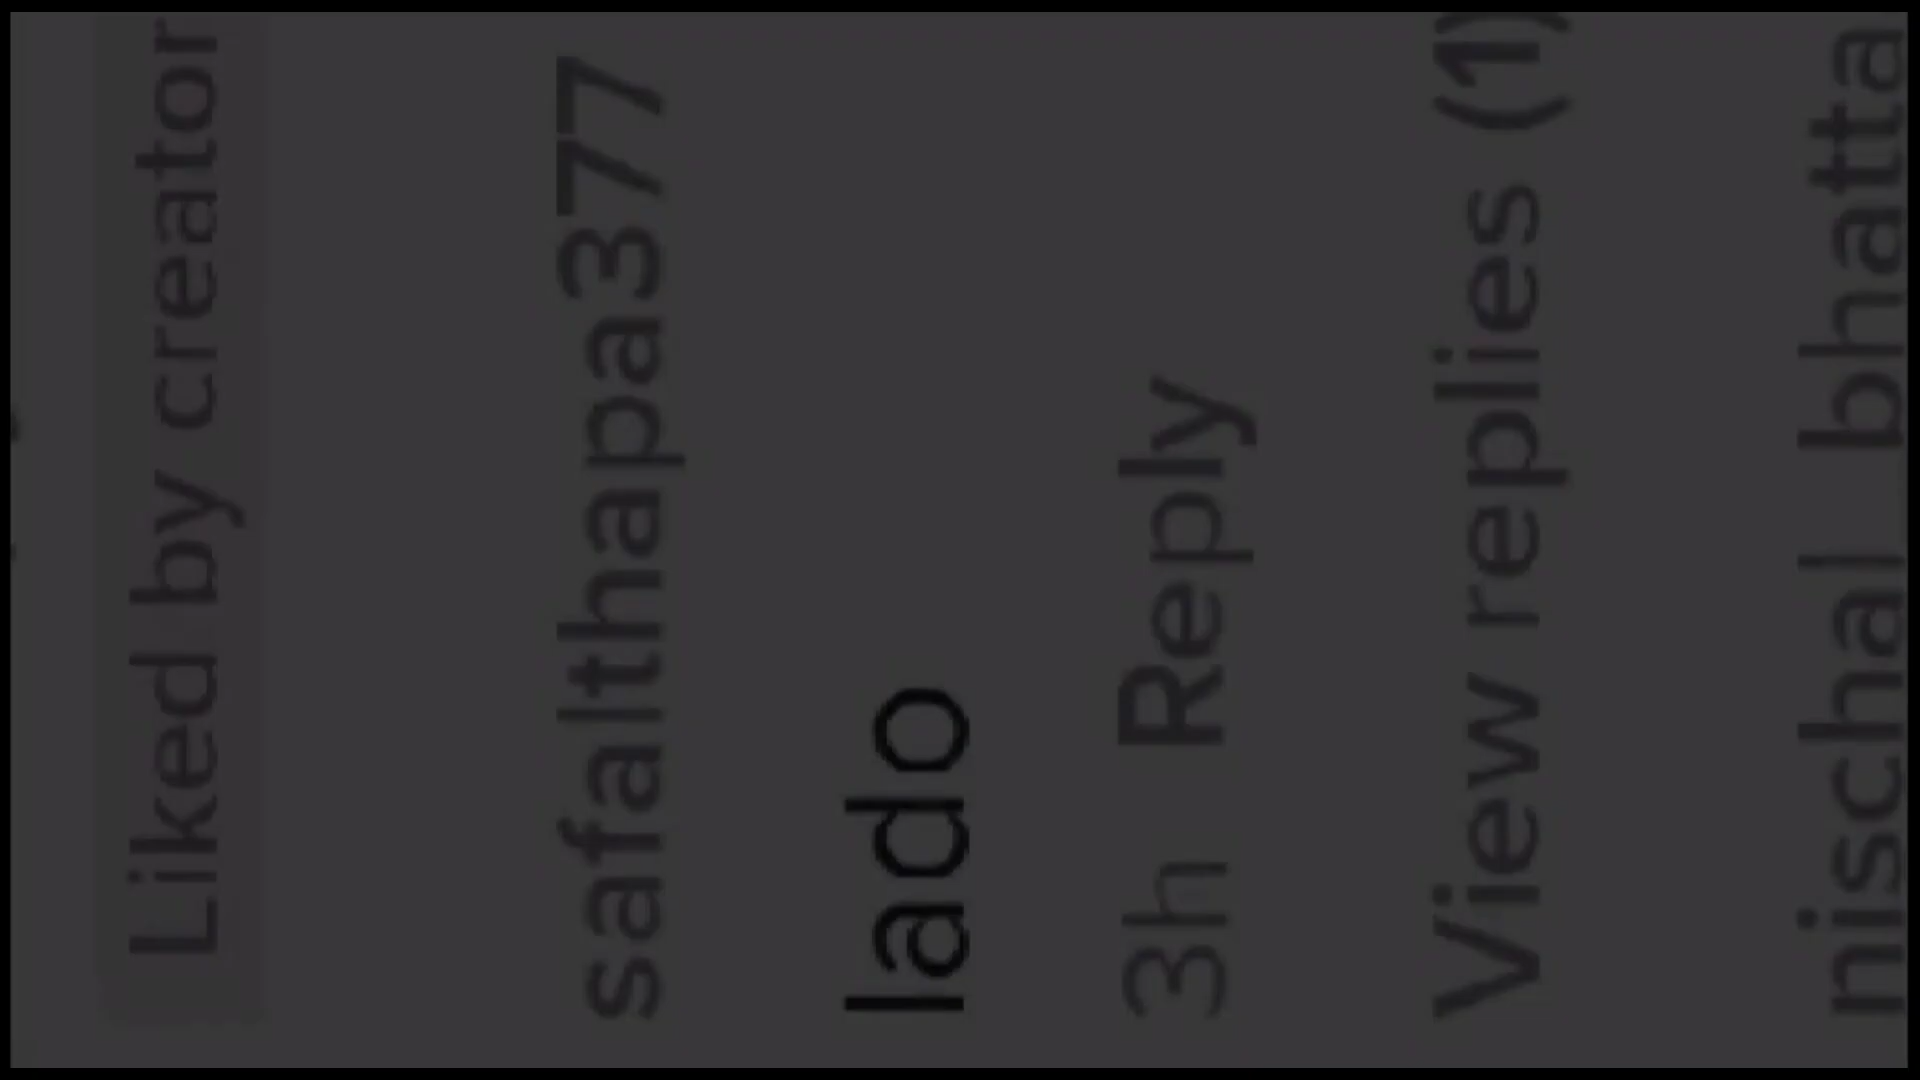 Liked by creator
safalthapa377
lado
3h Reply
View replies (1)
nischal_bhatta